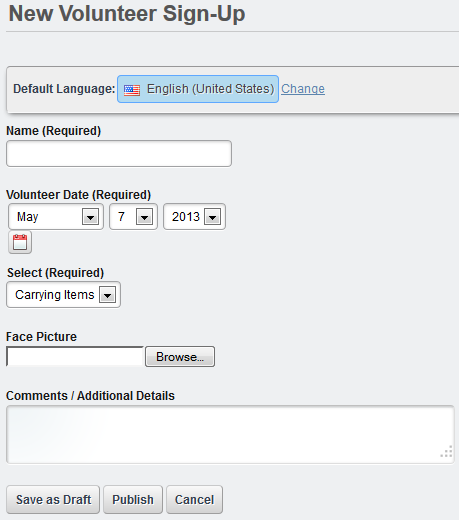 New Volunteer Sign-Up
Default Language: English (United States) Change
Name (Required)
Volunteer Date (Required)
May 7 2013
Select (Required)
Carrying Items
Face Picture
Browse...
Comments / Additional Details
Save as Draft Publish Cancel